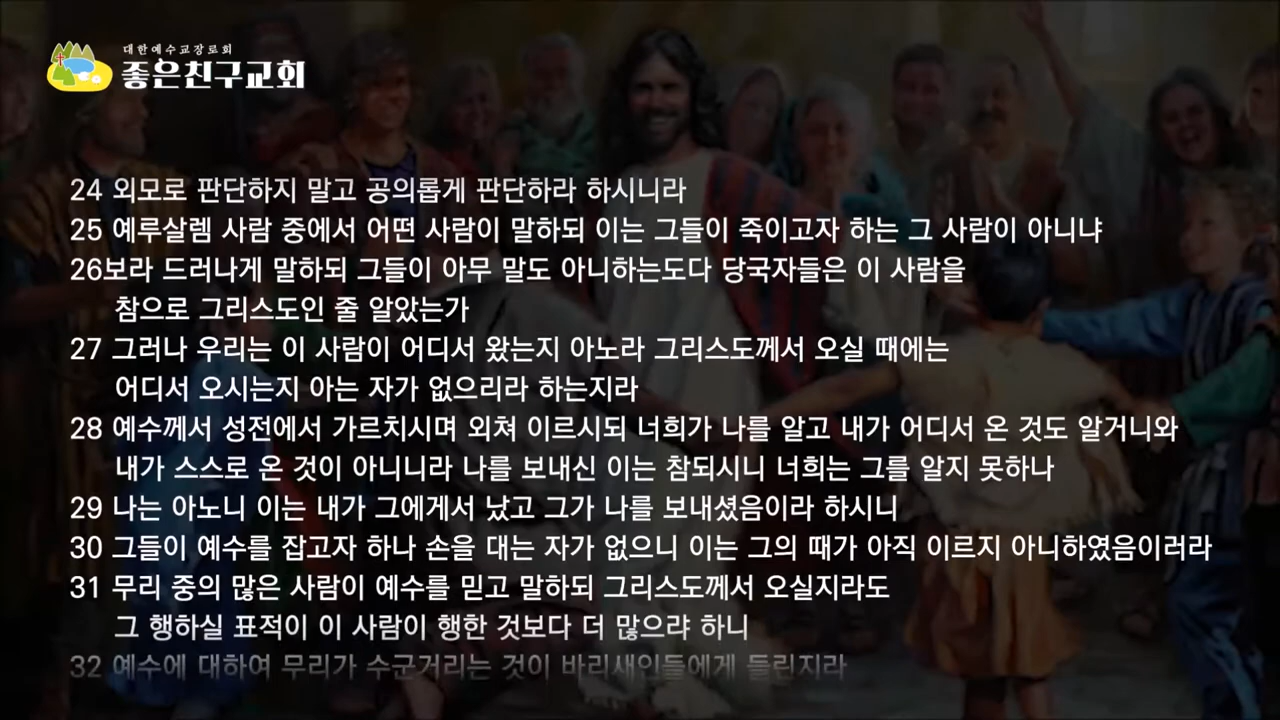 대한예수교장로회
좋은친구교회
24 외모로 판단하지 말고 공의롭게 판단하라 하시니라
25 예루살렘 사람 중에서 어떤 사람이 말하되 이는 그들이 죽이고자 하는 그 사람이 아니냐
26보라 드러나게 말하되 그들이 아무 말도 아니하는도다 당국자들은 이 사람을
참으로 그리스도인 줄 알았는가
27 그러나 우리는 이 사람이 어디서 왔는지 아노라 그리스도께서 오실 때에는
어디서 오시는지 아는 자가 없으리라 하는지라
28 예수께서 성전에서 가르치시며 외쳐 이르시되 너희가 나를 알고 내가 어디서 온 것도 알거니와
내가 스스로 온 것이 아니니라 나를 보내신 이는 참되시니 너희는 그를 알지 못하나
29 나는 아노니 이는 내가 그에게서 났고 그가 나를 보내셨음이라 하시니
30 그들이 예수를 잡고자 하나 손을 대는 자가 없으니 이는 그의 때가 아직 이르지 아니하였음이러라
31 무리 중의 많은 사람이 예수를 믿고 말하되 그리스도께서 오실지라도
그 행하실 표적이 이 사람이 행한 것보다 더 많으랴 하니
32 예수에 대하여 무리가 수군거리는 것이 바리새인들에게 들린지라